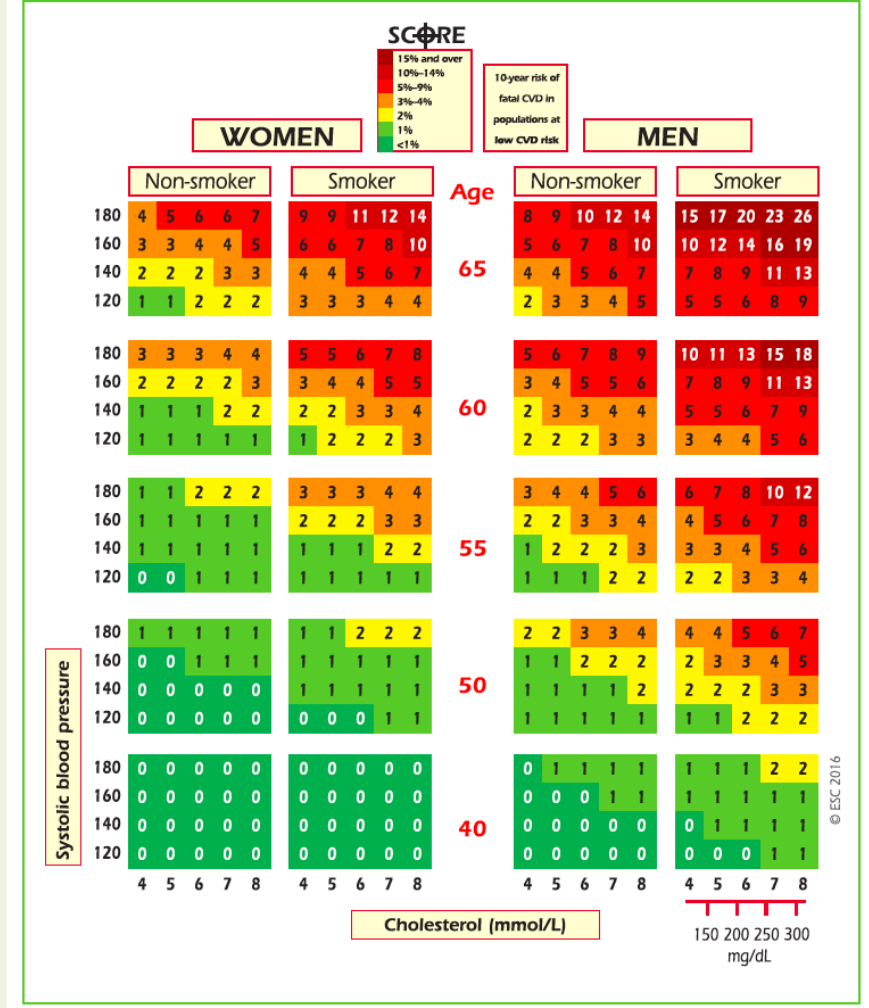 SCORE
15% and over
10%–14%
5%–9%
3%–4%
2%
1%
<1%
10-year risk of
fatal CVD in
populations at
low CVD risk
WOMEN MEN
Non-smoker Smoker Age Non-smoker Smoker
180 4 5 6 6 7 9 9 11 12 14 8 9 10 12 14 15 17 20 23 26
160 3 3 4 4 5 6 6 7 8 10 5 6 7 8 10 10 12 14 16 19
65
140 2 2 2 3 3 4 4 5 6 7 4 4 5 6 7 7 8 9 11 13
120 1 1 2 2 2 3 3 3 4 4 2 3 3 4 5 5 5 6 8 9
180 3 3 3 4 4 5 5 6 7 8 5 6 7 8 9 10 11 13 15 18
160 2 2 2 2 3 3 4 4 5 5 3 4 5 5 6 7 8 9 11 13
60
140 1 1 1 2 2 2 2 3 3 4 2 3 3 4 4 5 5 6 7 9
120 1 1 1 1 1 1 2 2 2 3 2 2 2 3 3 3 4 4 5 6
180 1 1 2 2 2 3 3 3 4 4 3 4 4 5 6 6 7 8 10 12
160 1 1 1 1 1 2 2 2 3 3 2 2 3 3 4 4 5 6 7 8
55
140 1 1 1 1 1 1 1 1 2 2 1 2 2 2 3 3 3 4 5 6
120 0 0 1 1 1 1 1 1 1 1 1 1 1 2 2 2 2 3 3 4
180 1 1 1 1 1 1 1 2 2 2 2 2 3 3 4 4 4 5 6 7
160 0 0 1 1 1 1 1 1 1 1 1 1 2 2 2 2 3 3 4 5
50
140 0 0 0 0 0 1 1 1 1 1 1 1 1 1 2 2 2 2 3 3
120 0 0 0 0 0 0 0 0 1 1 1 1 1 1 1 1 1 2 2 2
180 0 0 0 0 0 0 0 0 0 0 0 1 1 1 1 1 1 1 2 2
160 0 0 0 0 0 0 0 0 0 0 0 0 0 1 1 1 1 1 1 1
40
140 0 0 0 0 0 0 0 0 0 0 0 0 0 0 0 0 1 1 1 1
120 0 0 0 0 0 0 0 0 0 0 0 0 0 0 0 0 0 0 1 1
4 5 6 7 8 4 5 6 7 8 4 5 6 7 8 4 5 6 7 8
Systolic blood pressure
Cholesterol (mmol/L)
150 200 250 300
mg/dL
© ESC 2016